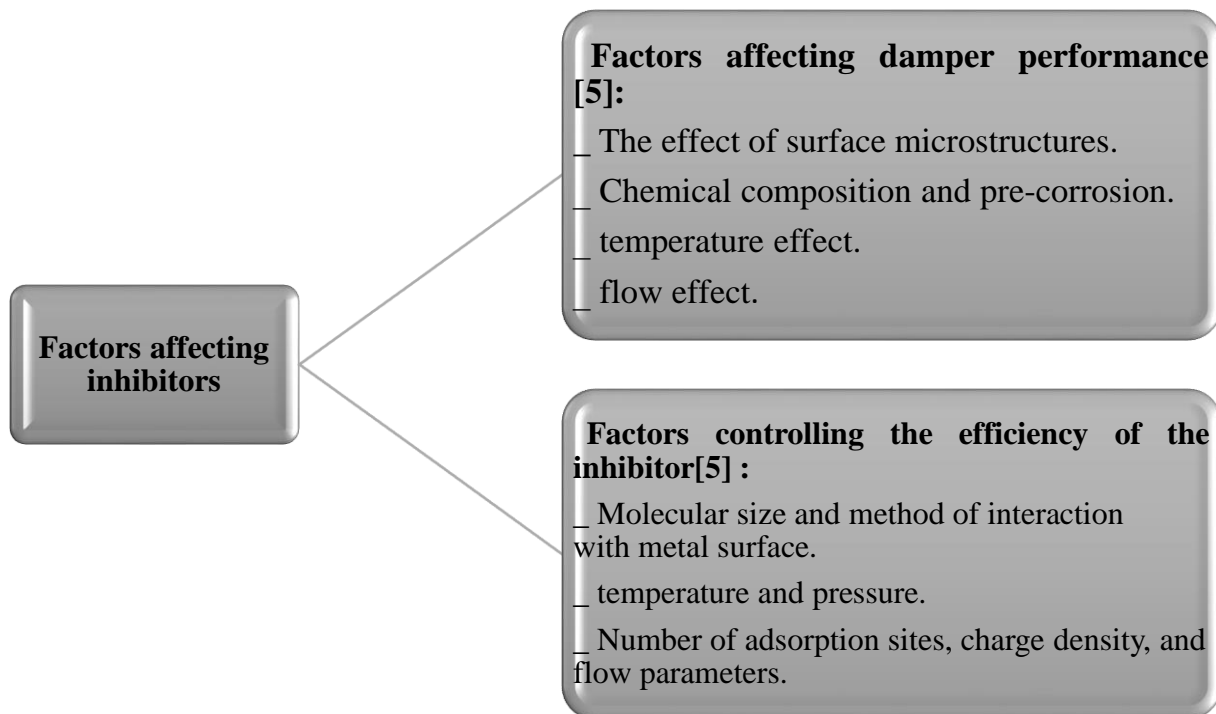 Factors affecting damper performance
[5]:
_ The effect of surface microstructures.
_ Chemical composition and pre-corrosion.
_ temperature effect.
_ flow effect.
Factors affecting
inhibitors
Factors controlling the efficiency of the
inhibitor[5] :
_ Molecular size and method of interaction
with metal surface.
_ temperature and pressure.
_ Number of adsorption sites, charge density, and
flow parameters.